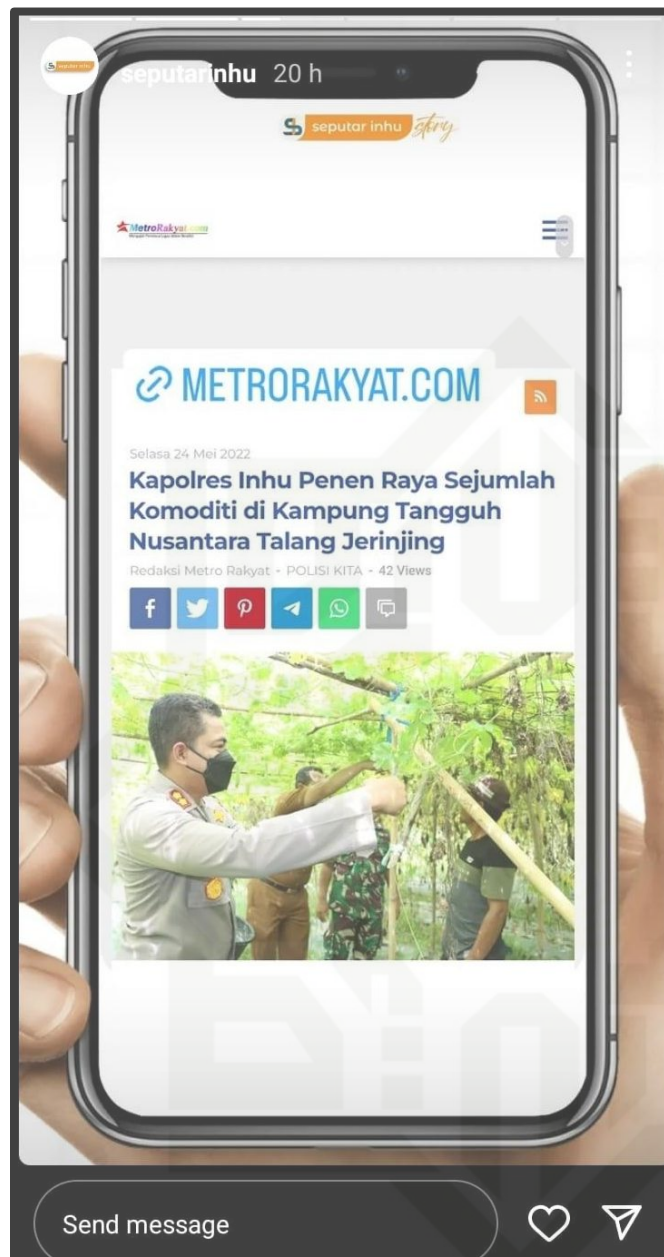 seputarinhu 20 h
seputar inhu story
MetroRakyat.com
METRORAKYAT.COM
Selasa 24 Mei 2022
Kapolres Inhu Penen Raya Sejumlah
Komoditi di Kampung Tangguh
Nusantara Talang Jerinjing
Redaksi Metro Rakyat - POLISI KITA - 42 Views
Send message